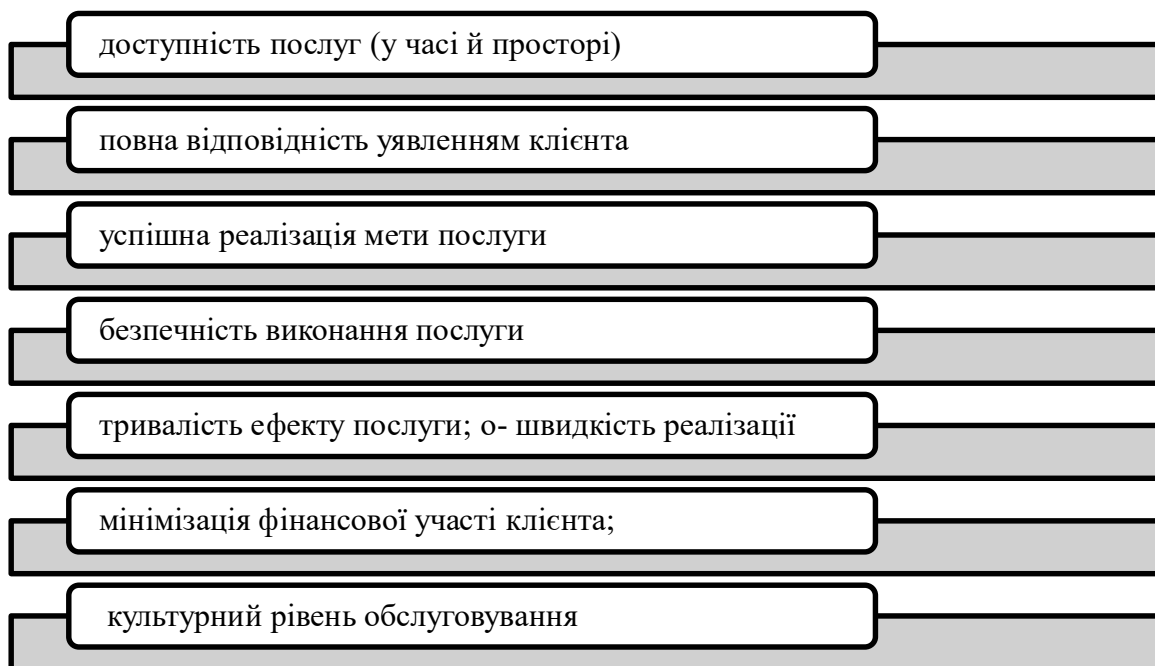 доступність послуг (у часі й просторі)
повна відповідність уявленням клієнта
успішна реалізація мети послуги
безпечність виконання послуги
тривалість ефекту послуги; о- швидкість реалізації
мінімізація фінансової участі клієнта;
культурний рівень обслуговування